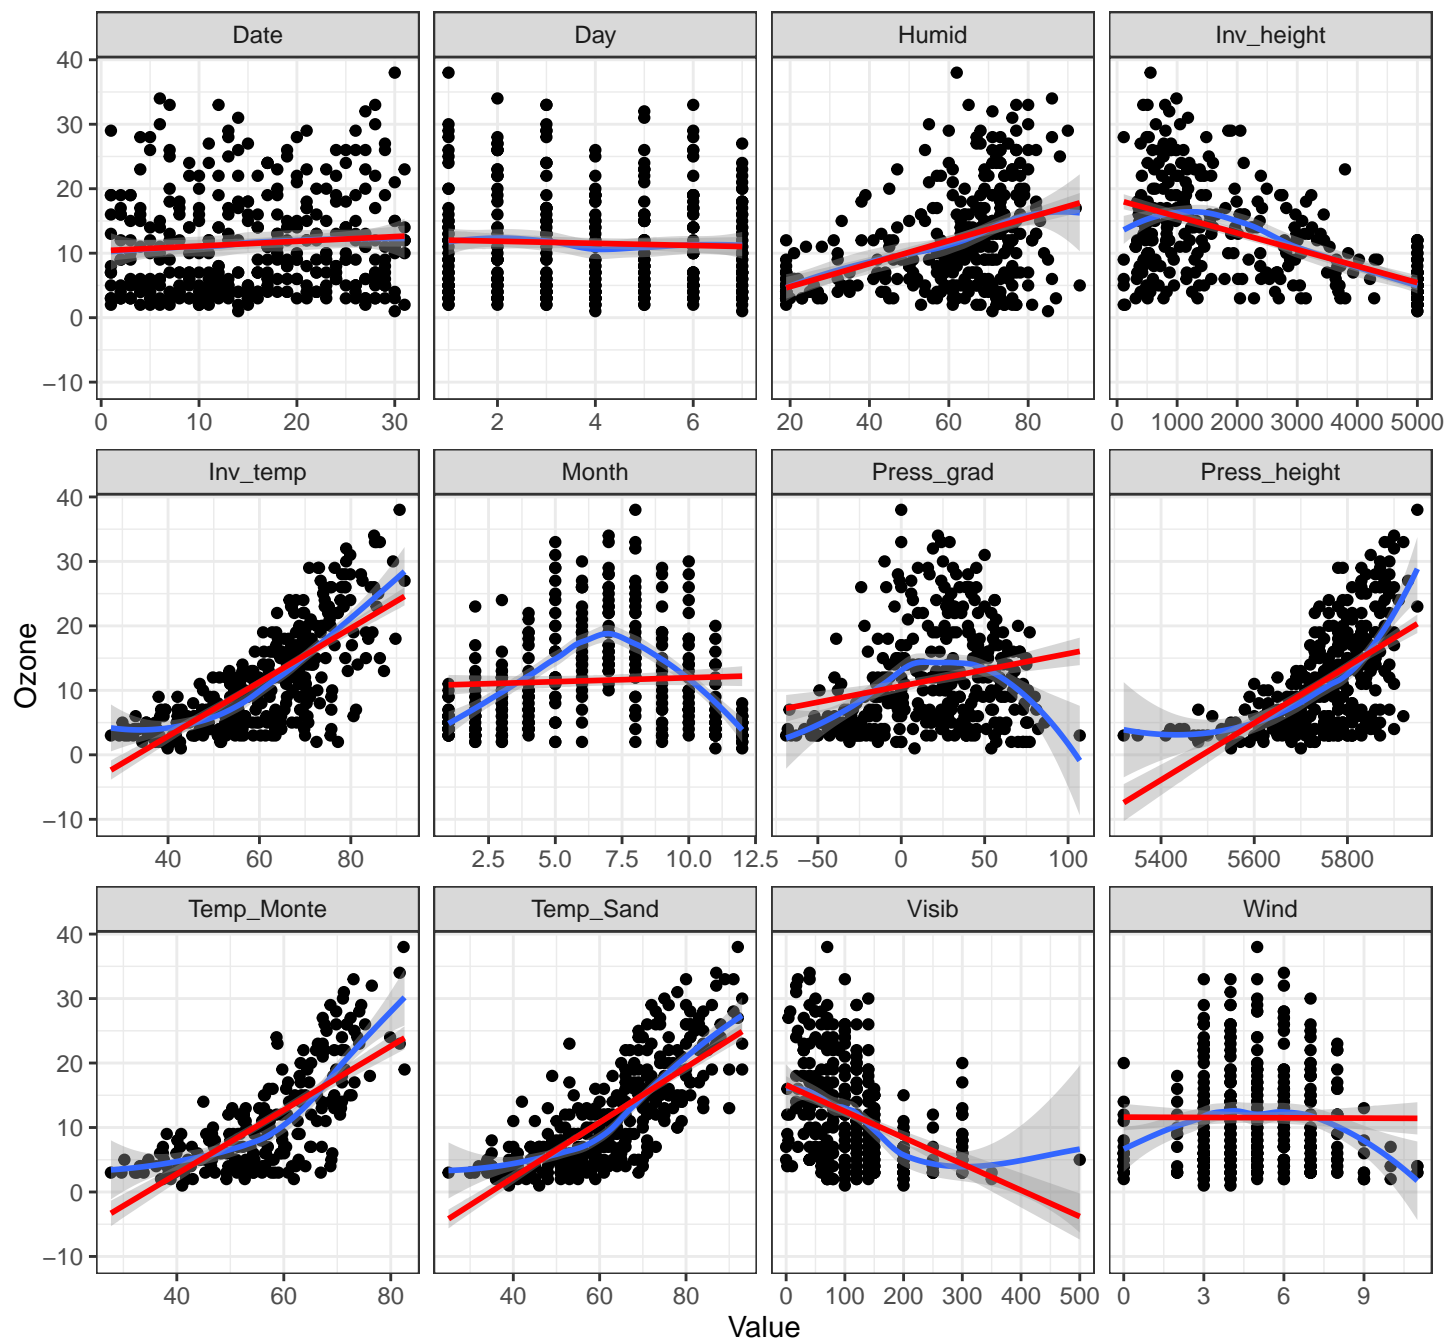 Date Day Humid Inv_height
40
30
20
10
0
−10
0 10 20 30 2 4 6 20 40 60 80 0 1000 2000 3000 4000 5000
Inv_temp Month Press_grad Press_height
40
30
20
10
0
−10
40 60 80 2.5 5.0 7.5 10.0 12.5 −50 0 50 100 5400 5600 5800
Temp_Monte Temp_Sand Visib Wind
40
30
20
10
0
−10
40 60 80 40 60 80 0 100 200 300 400 500 0 3 6 9
Ozone
Value